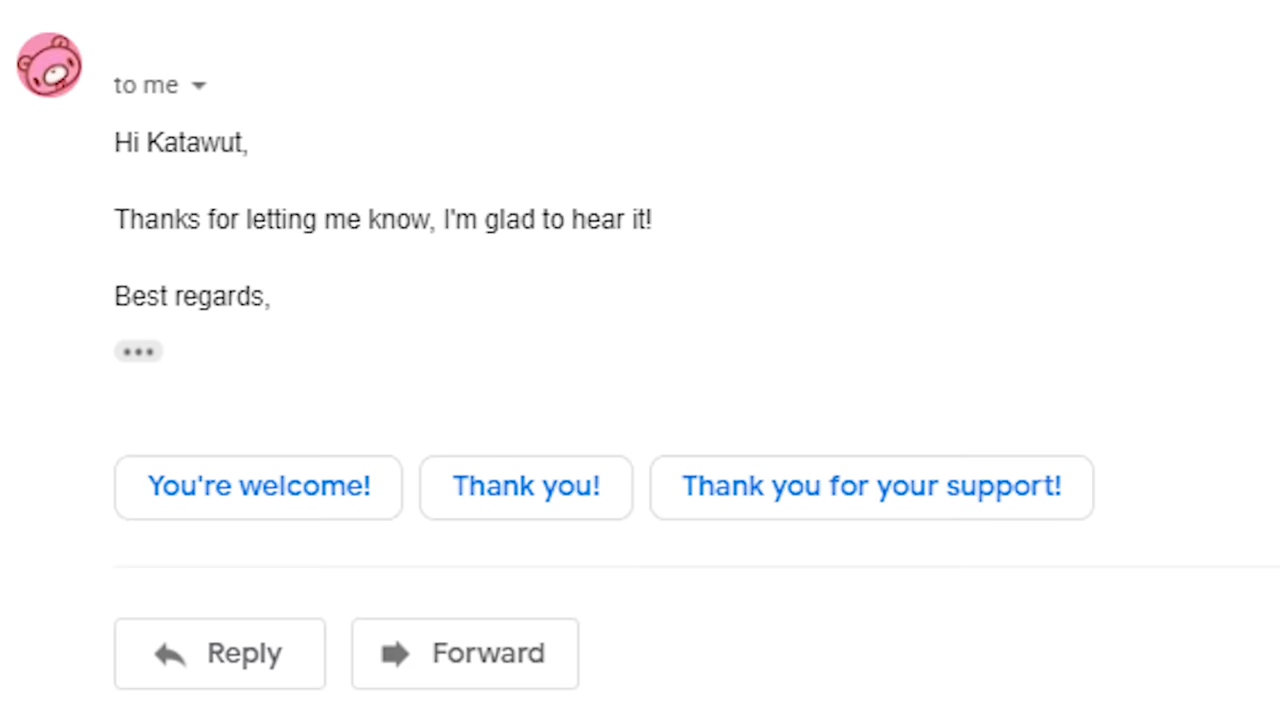 to me
Hi Katawut,
Thanks for letting me know, I'm glad to hear it!
Best regards,
You're welcome! Thank you! Thank you for your support!
Reply Forward